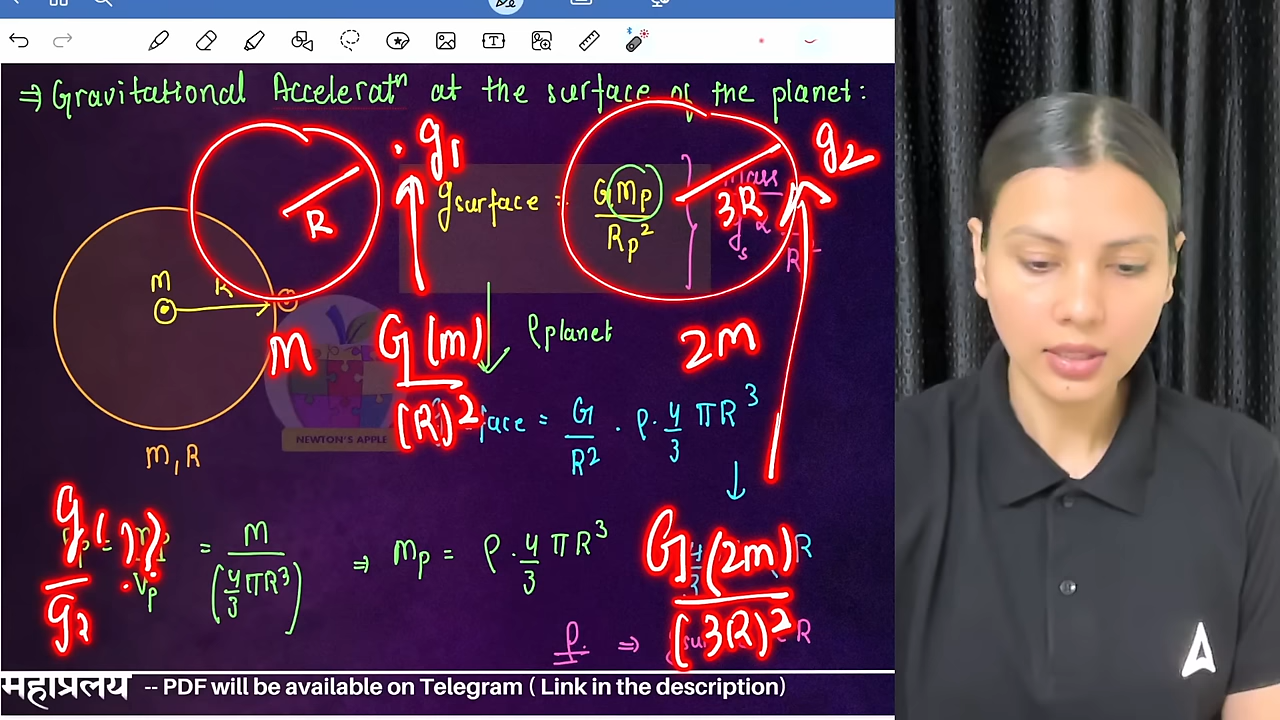 ⇒ Gravitational Acceleratⁿ at the surface of the planet:
R
g₁
gsurface = GMp / Rp²
mass
3R
g₂
M
R
m
G(m) / (R)²
ρplanet
2m
= G/R² · ρ · 4/3 πR³
NEWTON'S APPLE
M, R
g / g₂
= M / (4/3 πR³) ⇒ Mp = ρ · 4/3 πR³
G(2m) / (3R)²
R
ρ ⇒
R
महाप्रलय -- PDF will be available on Telegram ( Link in the description)